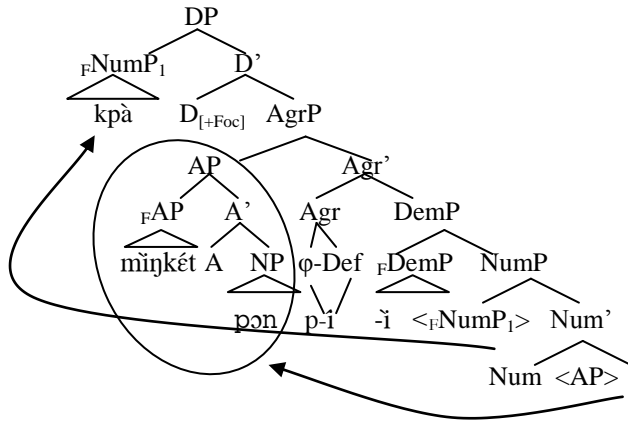 DP
FNumP1 D’
kpà D[+Foc] AgrP
AP Agr’
FAP A’ Agr DemP
mìŋkɛ́t A NP φ-Def FDemP NumP
pɔn p-í -ǐ <FNumP1> Num’
Num <AP>